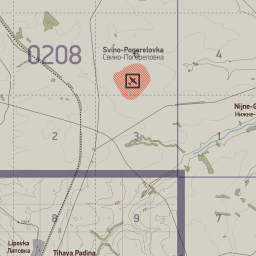 Svino-Pogorelovka
Свино-Погореловка
0208
4
Nijne-
Нижне-
2
3
1
8
9
7
Lipovka
Липовка
Tihaya Padina